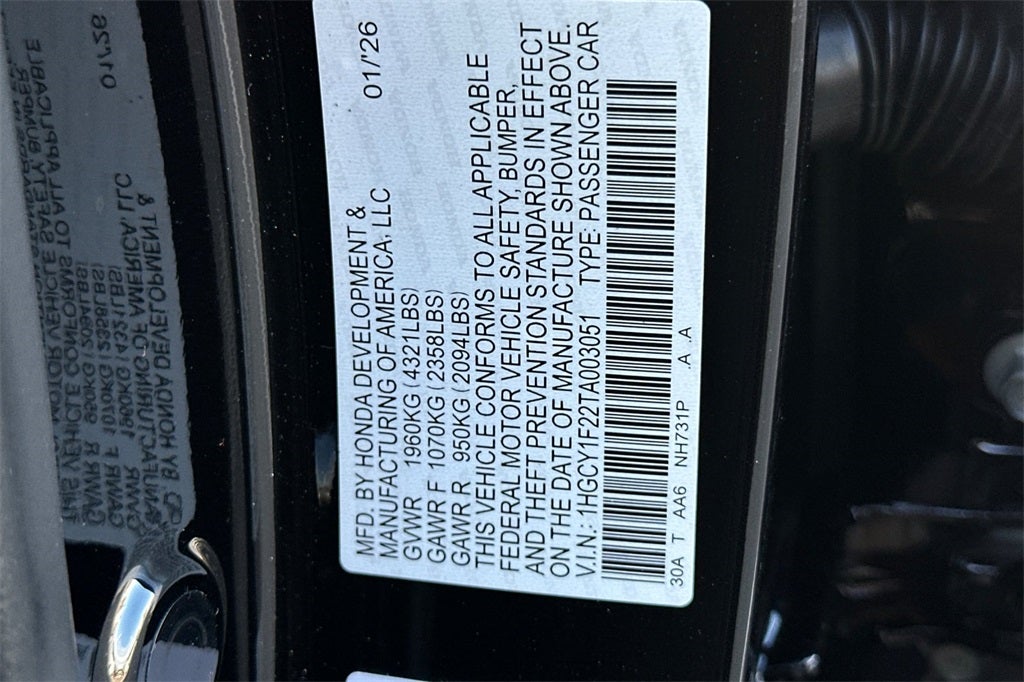 MFD. BY HONDA DEVELOPMENT &
MANUFACTURING OF AMERICA, LLC 01/'26
GVWR 1960KG (4321LBS)
GAWR F 1070KG (2358LBS)
GAWR R 950KG (2094LBS)
THIS VEHICLE CONFORMS TO ALL APPLICABLE
FEDERAL MOTOR VEHICLE SAFETY, BUMPER,
AND THEFT PREVENTION STANDARDS IN EFFECT
ON THE DATE OF MANUFACTURE SHOWN ABOVE.
V.I.N.: 1HGCY1F22TA003051 TYPE: PASSENGER CAR
30A T AA6 NH731P .A .A